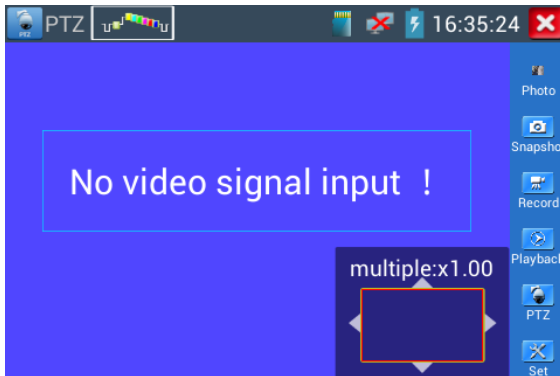 PTZ
16:35:24
Photo
Snapsho
No video signal input !
Record
multiple:x1.00
Playback
PTZ
Set